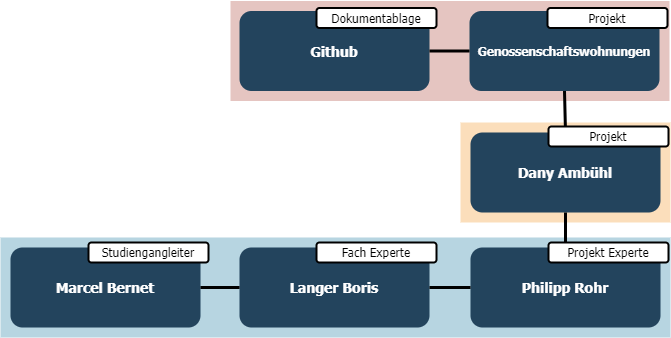 Dokumentablage
Github
Projekt
Genossenschaftswohnungen
Projekt
Dany Ambühl
Studiengangleiter
Marcel Bernet
Fach Experte
Langer Boris
Projekt Experte
Philipp Rohr